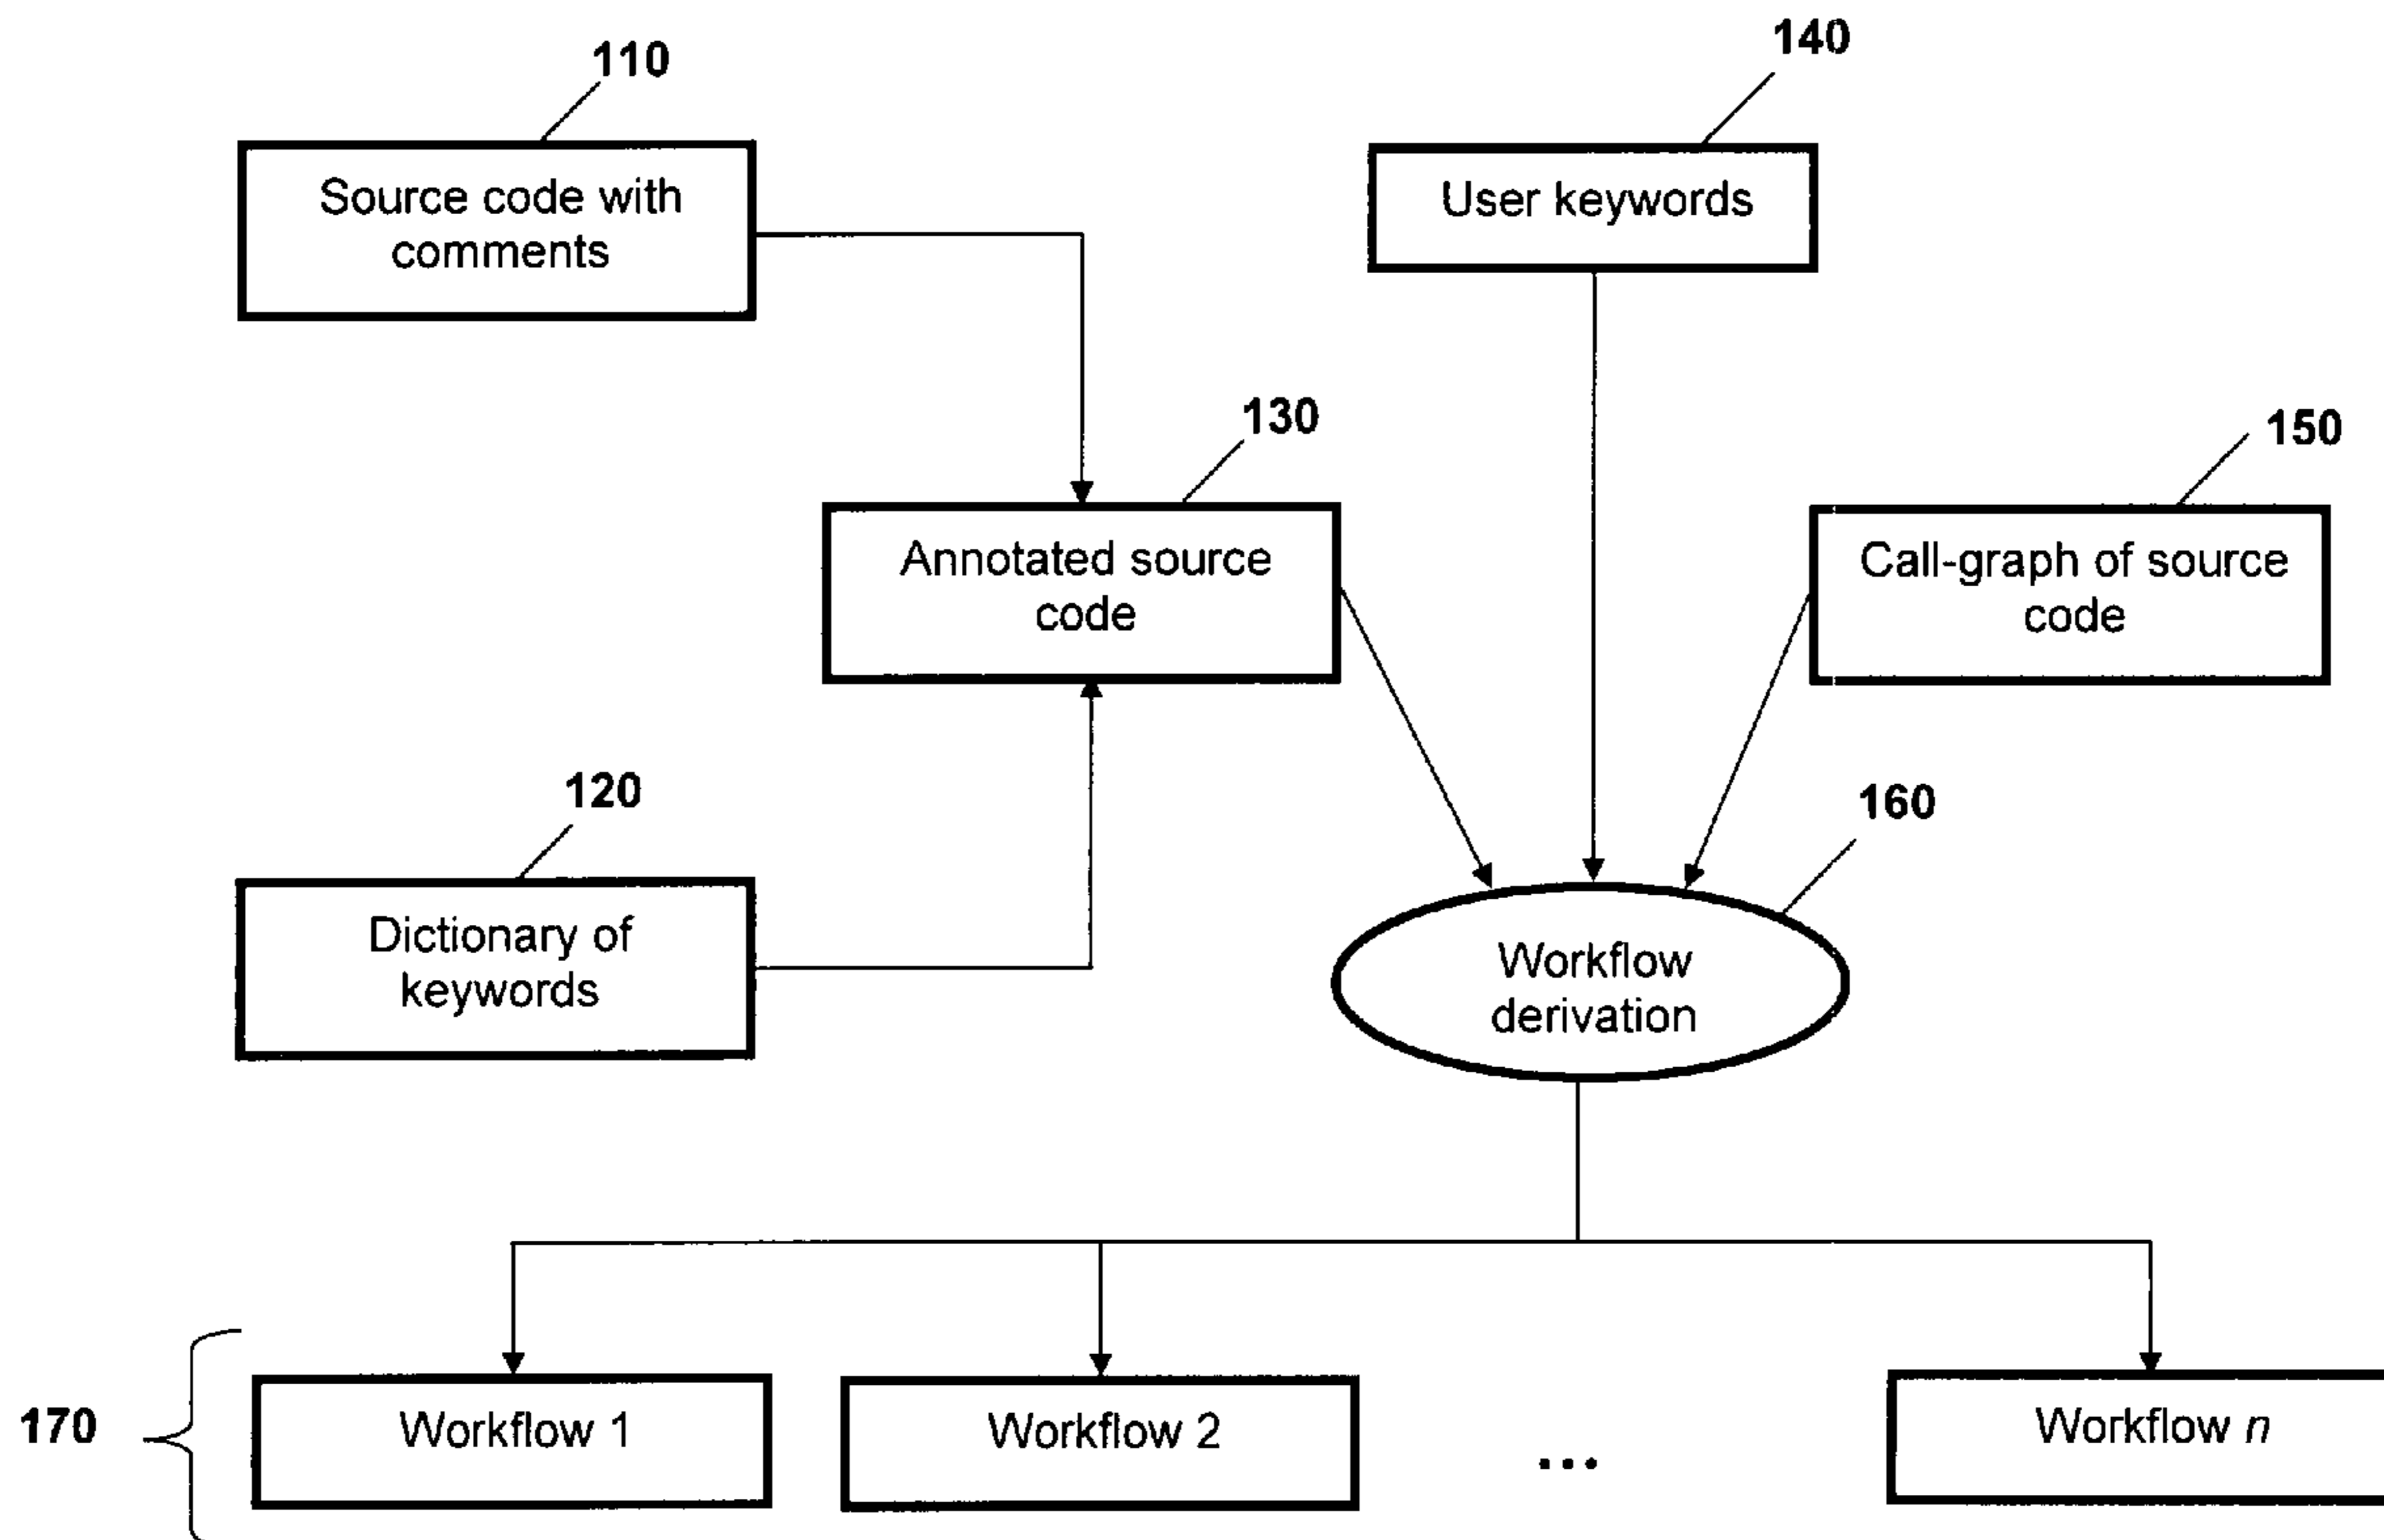 110
140
Source code with
comments
User keywords
130
150
Annotated source
code
Call-graph of source
code
120
160
Dictionary of
keywords
Workflow
derivation
170
Workflow 1
Workflow 2
...
Workflow n